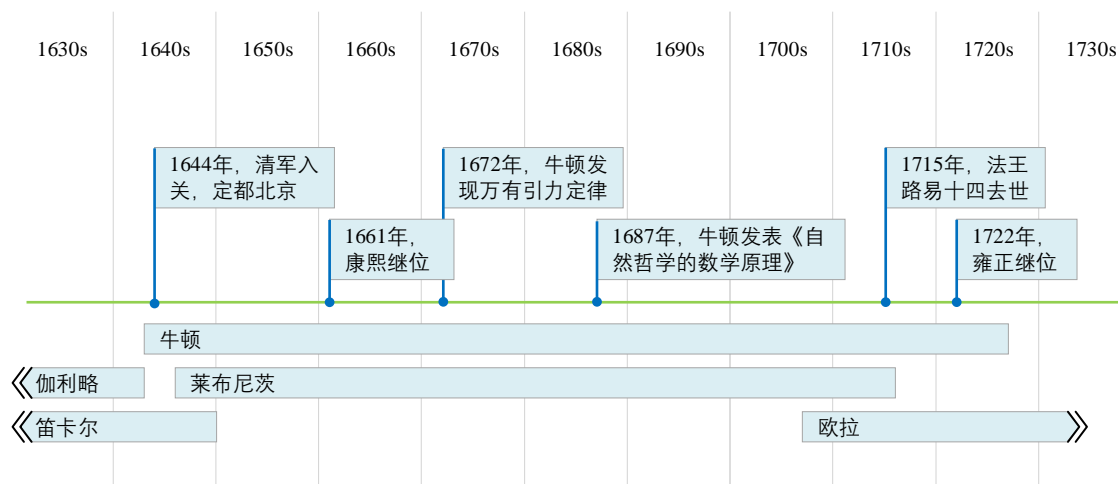 1630s 1640s 1650s 1660s 1670s 1680s 1690s 1700s 1710s 1720s 1730s
1644年，清军入
关，定都北京
1672年，牛顿发
现万有引力定律
1715年，法王
路易十四去世
1661年，
康熙继位
1687年，牛顿发表《自
然哲学的数学原理》
1722年，
雍正继位
牛顿
伽利略
莱布尼茨
笛卡尔
欧拉